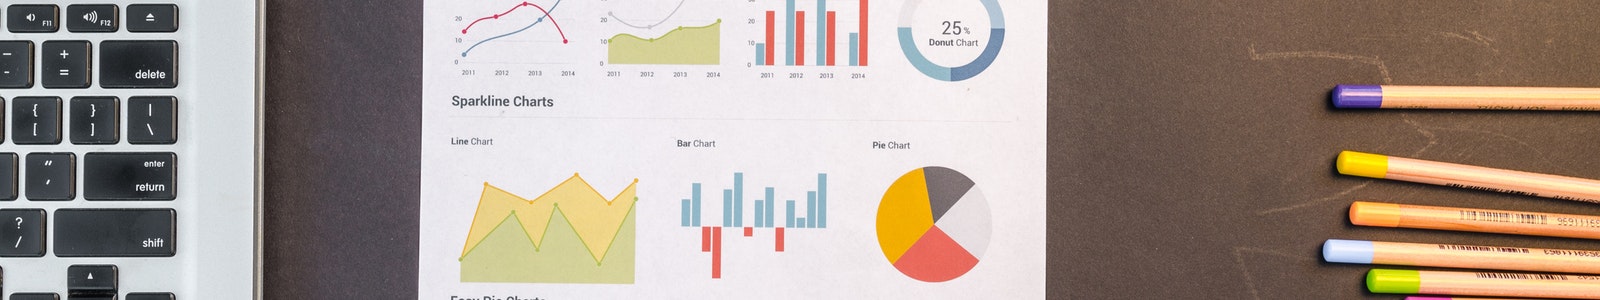 F11
F12
+
=
delete
{
[
}
]
|
\
"
,
enter
return
?
/
shift
20
10
0
2011 2012 2013 2014
20
10
0
2011 2012 2013 2014
30
20
10
0
2011 2012 2013 2014
25%
Donut Chart
Sparkline Charts
Line Chart
Bar Chart
Pie Chart